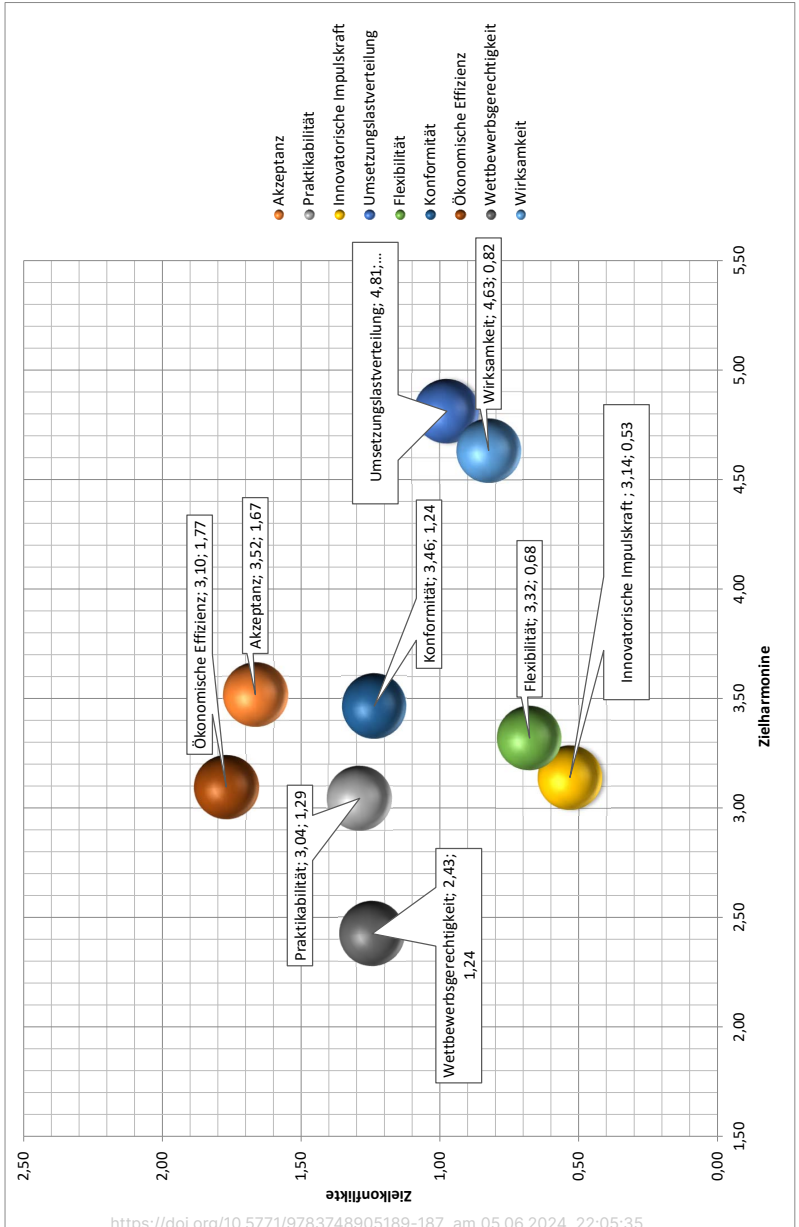 2,50
2,00
1,50
1,00
0,50
0,00
Zielkonflikte
1,50
2,00
2,50
3,00
3,50
4,00
4,50
5,00
5,50
Zielharmonine
Ökonomische Effizienz; 3,10; 1,77
Akzeptanz; 3,52; 1,67
Praktikabilität; 3,04; 1,29
Konformität; 3,46; 1,24
Wettbewerbsgerechtigkeit; 2,43;
1,24
Umsetzungslastverteilung; 4,81;...
Wirksamkeit; 4,63; 0,82
Flexibilität; 3,32; 0,68
Innovatorische Impulskraft ; 3,14; 0,53
Akzeptanz
Praktikabilität
Innovatorische Impulskraft
Umsetzungslastverteilung
Flexibilität
Konformität
Ökonomische Effizienz
Wettbewerbsgerechtigkeit
Wirksamkeit
https://doi.org/10.5771/9783748905189-187, am 05.06.2024, 22:05:35